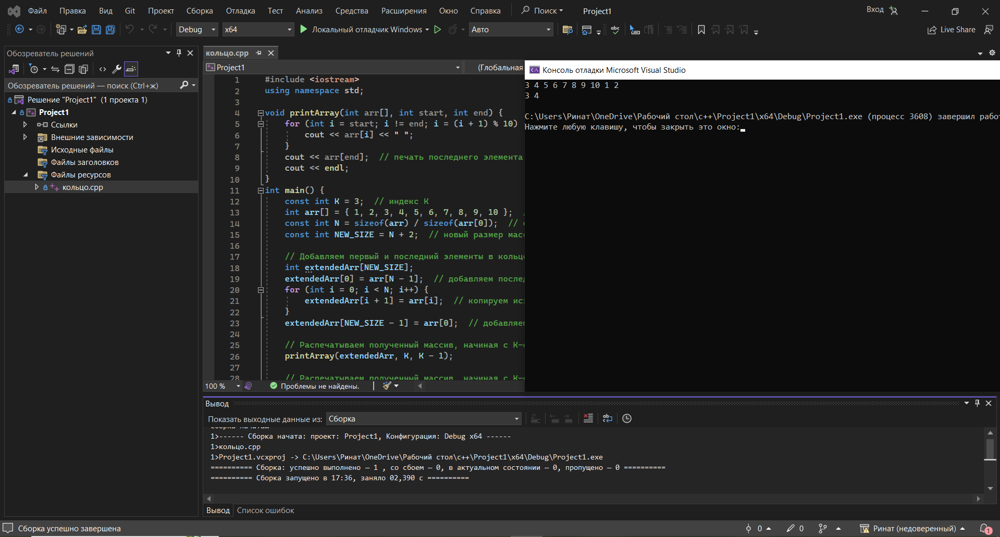 Файл Правка Вид Git Проект Сборка Отладка Тест Анализ Средства Расширения Окно Справка Поиск Project1 Вход
Debug x64 Локальный отладчик Windows Авто Live Share
Обозреватель решений
Обозреватель решений — поиск (Ctrl+ж)
Решение "Project1" (1 проекта 1)
Project1
Ссылки
Внешние зависимости
Исходные файлы
Файлы заголовков
Файлы ресурсов
кольцо.cpp
кольцо.cpp
Project1 (Глобальная
1 #include <iostream>
2 using namespace std;
3
4 void printArray(int arr[], int start, int end) {
5 for (int i = start; i != end; i = (i + 1) % 10)
6 cout << arr[i] << " ";
7 }
8 cout << arr[end]; // печать последнего элемента
9 cout << endl;
10 }
11 int main() {
12 const int K = 3; // индекс K
13 int arr[] = { 1, 2, 3, 4, 5, 6, 7, 8, 9, 10 };
14 const int N = sizeof(arr) / sizeof(arr[0]); //
15 const int NEW_SIZE = N + 2; // новый размер мас
16
17 // Добавляем первый и последний элементы в кольц
18 int extendedArr[NEW_SIZE];
19 extendedArr[0] = arr[N - 1]; // добавляем послед
20 for (int i = 0; i < N; i++) {
21 extendedArr[i + 1] = arr[i]; // копируем ис
22 }
23 extendedArr[NEW_SIZE - 1] = arr[0]; // добавляе
24
25 // Распечатываем полученный массив, начиная с K-
26 printArray(extendedArr, K, K - 1);
27
28 // Распечатываем полученный массив, начиная с K-
100 % Проблемы не найдены.
Консоль отладки Microsoft Visual Studio
3 4 5 6 7 8 9 10 1 2
3 4
C:\Users\Ринат\OneDrive\Рабочий стол\c++\Project1\x64\Debug\Project1.exe (процесс 3608) завершил рабо
Нажмите любую клавишу, чтобы закрыть это окно:
Вывод
Показать выходные данные из: Сборка
1>------ Сборка начата: проект: Project1, Конфигурация: Debug x64 ------
1>кольцо.cpp
1>Project1.vcxproj -> C:\Users\Ринат\OneDrive\Рабочий стол\c++\Project1\x64\Debug\Project1.exe
========== Сборка: успешно выполнено — 1 , со сбоем — 0, в актуальном состоянии — 0, пропущено — 0 ==========
========== Сборка запущено в 17:36, заняло 02,390 с ==========
Вывод Список ошибок
Сборка успешно завершена 0 0 Ринат (недоверенный) 1